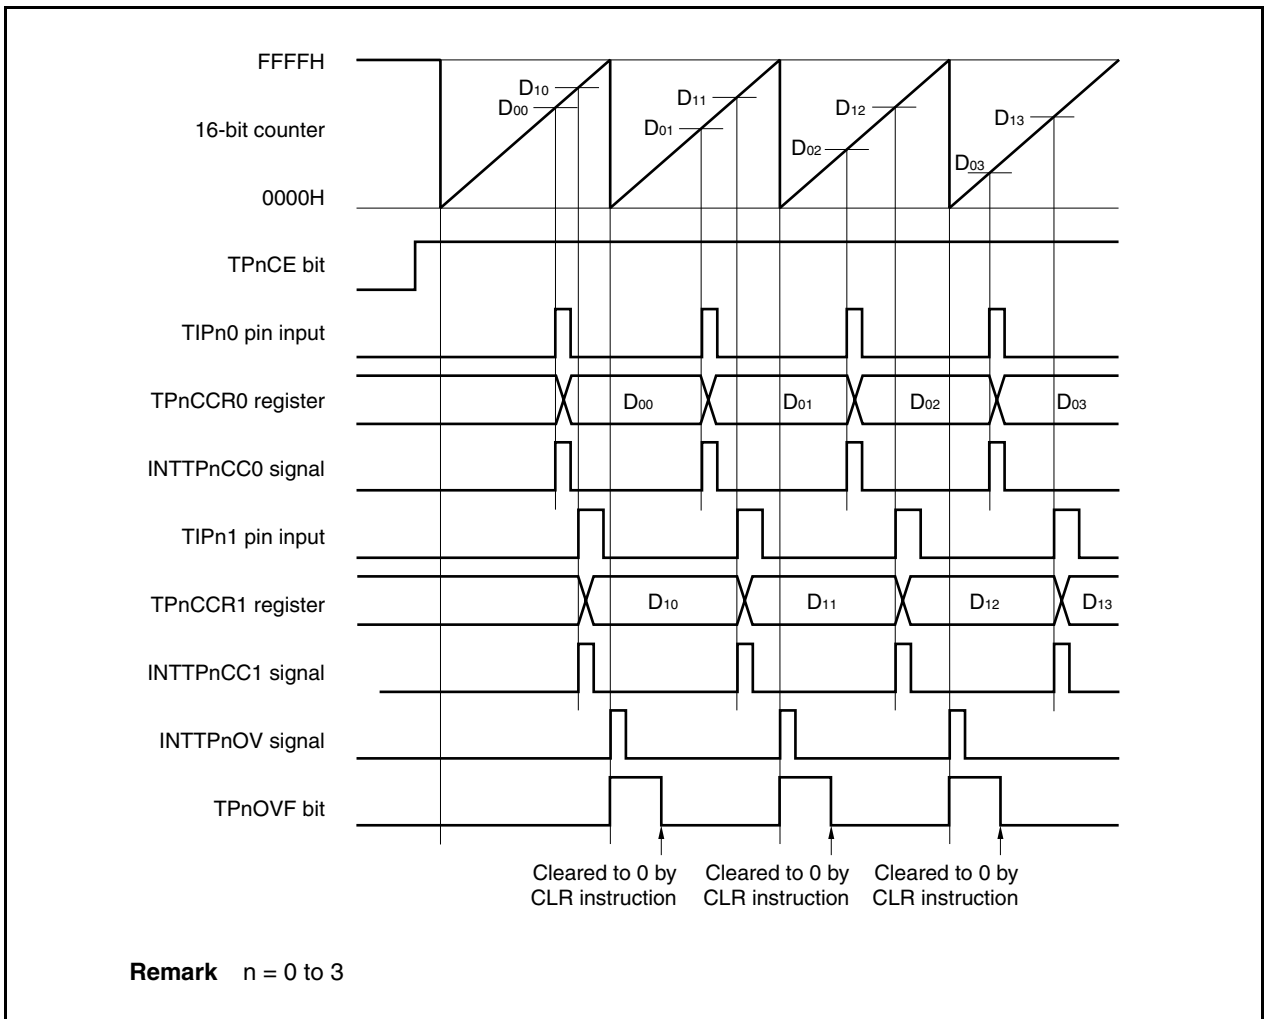 FFFFH
D10
D00
D11
D01
D12
D02
D13
D03
16-bit counter
0000H
TPnCE bit
TIPn0 pin input
TPnCCR0 register
D00
D01
D02
D03
INTTPnCC0 signal
TIPn1 pin input
TPnCCR1 register
D10
D11
D12
D13
INTTPnCC1 signal
INTTPnOV signal
TPnOVF bit
Cleared to 0 by
CLR instruction
Cleared to 0 by
CLR instruction
Cleared to 0 by
CLR instruction
Remark n = 0 to 3